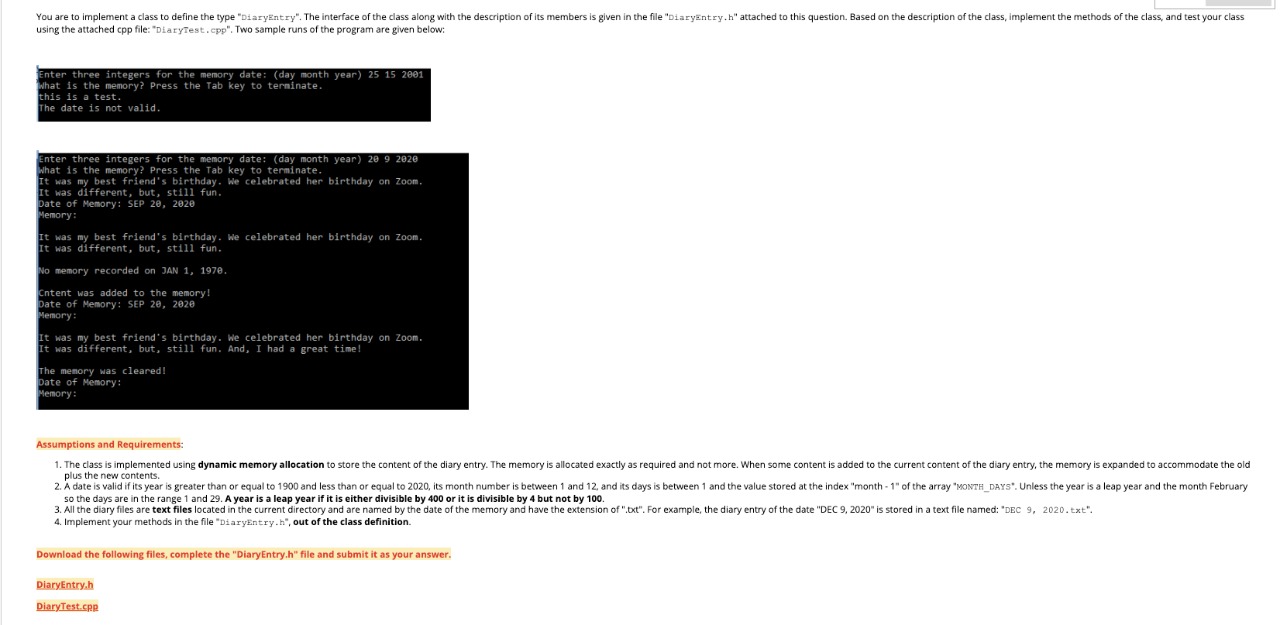 You are to implement a class to define the type "DiaryEntry". The interface of the class along with the description of its members is given in the file "DiaryEntry.h" attached to this question. Based on the description of the class, implement the methods of the class, and test your class
using the attached cpp file: "DiaryTest.cpp". Two sample runs of the program are given below:
Enter three integers for the memory date: (day month year) 25 15 2001
What is the memory? Press the Tab key to terminate.
this is a test.
The date is not valid.
Enter three integers for the memory date: (day month year) 20 9 2020
What is the memory? Press the Tab key to terminate.
It was my best friend's birthday. We celebrated her birthday on Zoom.
It was different, but, still fun.
Date of Memory: SEP 20, 2020
Memory:
It was my best friend's birthday. We celebrated her birthday on Zoom.
It was different, but, still fun.
No memory recorded on JAN 1, 1970.
Cntent was added to the memory!
Date of Memory: SEP 20, 2020
Memory:
It was my best friend's birthday. We celebrated her birthday on Zoom.
It was different, but, still fun. And, I had a great time!
The memory was cleared!
Date of Memory:
Memory:
Assumptions and Requirements:
1. The class is implemented using dynamic memory allocation to store the content of the diary entry. The memory is allocated exactly as required and not more. When some content is added to the current content of the diary entry, the memory is expanded to accommodate the old
plus the new contents.
2. A date is valid if its year is greater than or equal to 1900 and less than or equal to 2020, its month number is between 1 and 12, and its days is between 1 and the value stored at the index "month - 1" of the array "MONTH_DAYS". Unless the year is a leap year and the month February
so the days are in the range 1 and 29. A year is a leap year if it is either divisible by 400 or it is divisible by 4 but not by 100.
3. All the diary files are text files located in the current directory and are named by the date of the memory and have the extension of ".txt". For example, the diary entry of the date "DEC 9, 2020" is stored in a text file named: "DEC 9, 2020.txt".
4. Implement your methods in the file "DiaryEntry.h", out of the class definition.
Download the following files, complete the "DiaryEntry.h" file and submit it as your answer.
DiaryEntry.h
DiaryTest.cpp